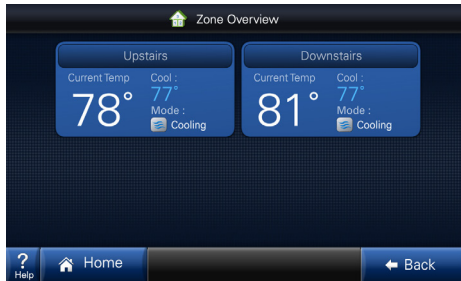 Zone Overview
Upstairs
Current Temp
78°
Cool :
77°
Mode :
Cooling
Downstairs
Current Temp
81°
Cool :
77°
Mode :
Cooling
?
Help
Home
Back